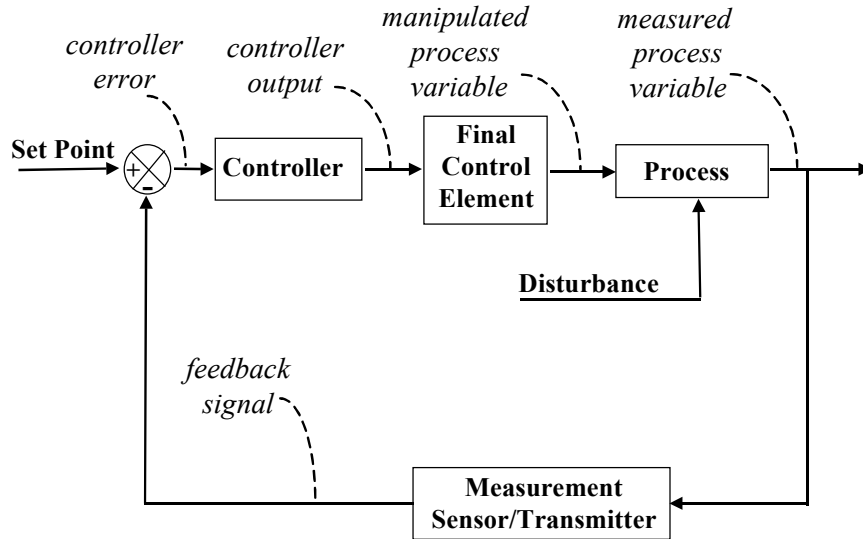 controller
error
controller
output
manipulated
process
variable
measured
process
variable
Set Point
+
-
Controller
Final
Control
Element
Process
Disturbance
feedback
signal
Measurement
Sensor/Transmitter